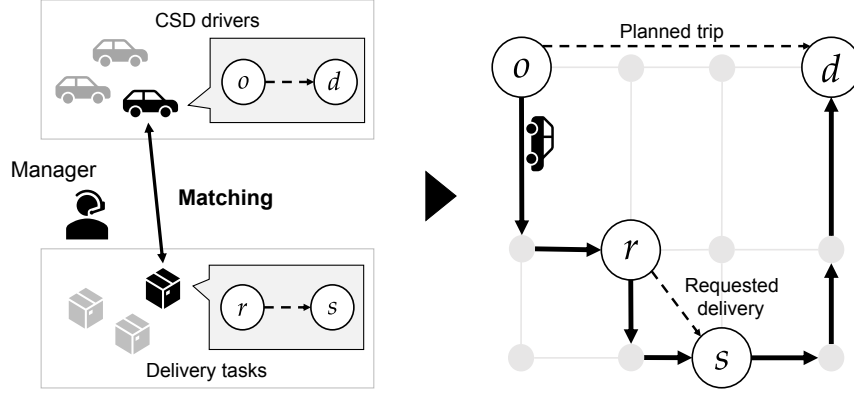 CSD drivers
o
d
Manager
Matching
r
s
Delivery tasks
Planned trip
o
d
r
Requested
delivery
s